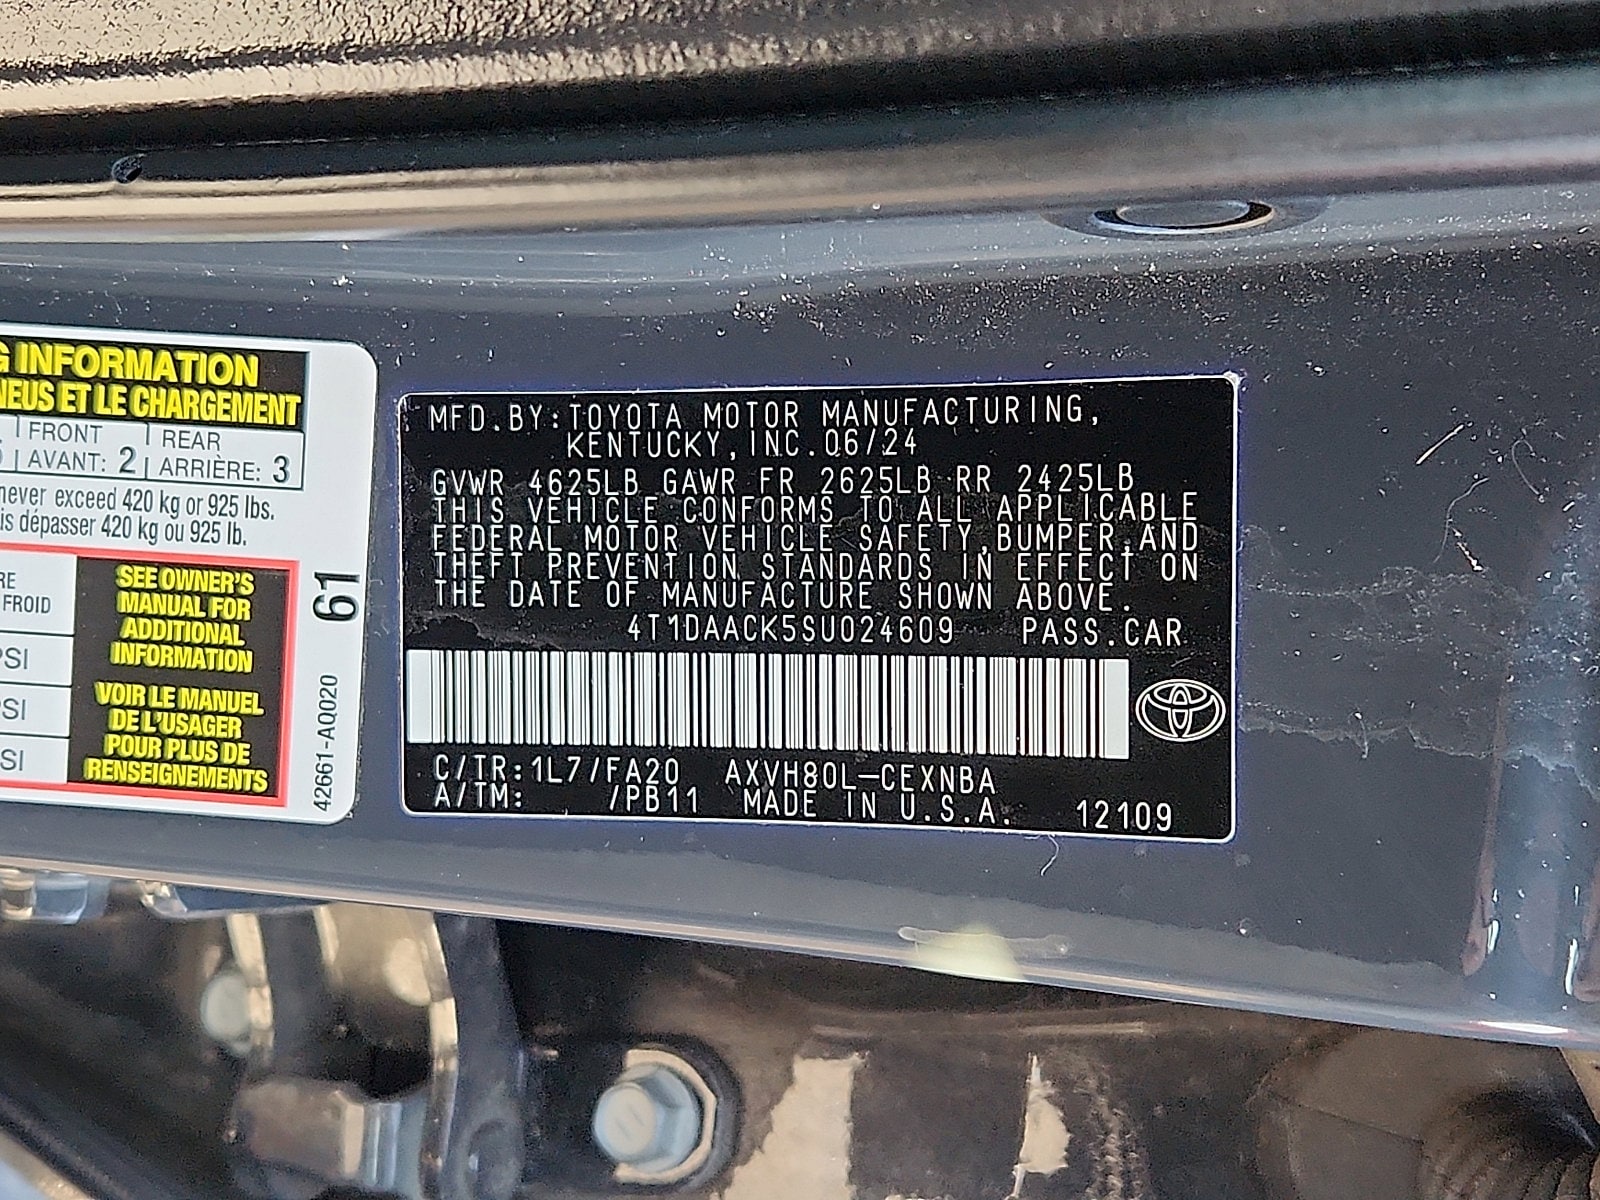 G INFORMATION
NEUS ET LE CHARGEMENT
FRONT REAR
AVANT: 2 ARRIÈRE: 3
never exceed 420 kg or 925 lbs.
is dépasser 420 kg ou 925 lb.
RE
FROID
PSI
PSI
SI
SEE OWNER'S
MANUAL FOR
ADDITIONAL
INFORMATION
VOIR LE MANUEL
DE L'USAGER
POUR PLUS DE
RENSEIGNEMENTS
61
42661-AQ020
MFD.BY:TOYOTA MOTOR MANUFACTURING,
KENTUCKY,INC.06/24
GVWR 4625LB GAWR FR 2625LB RR 2425LB
THIS VEHICLE CONFORMS TO ALL APPLICABLE
FEDERAL MOTOR VEHICLE SAFETY,BUMPER,AND
THEFT PREVENTION STANDARDS IN EFFECT ON
THE DATE OF MANUFACTURE SHOWN ABOVE.
4T1DAACK5SU024609 PASS.CAR
C/TR:1L7/FA20 AXVH80L-CEXNBA
A/TM: /PB11 MADE IN U.S.A. 12109